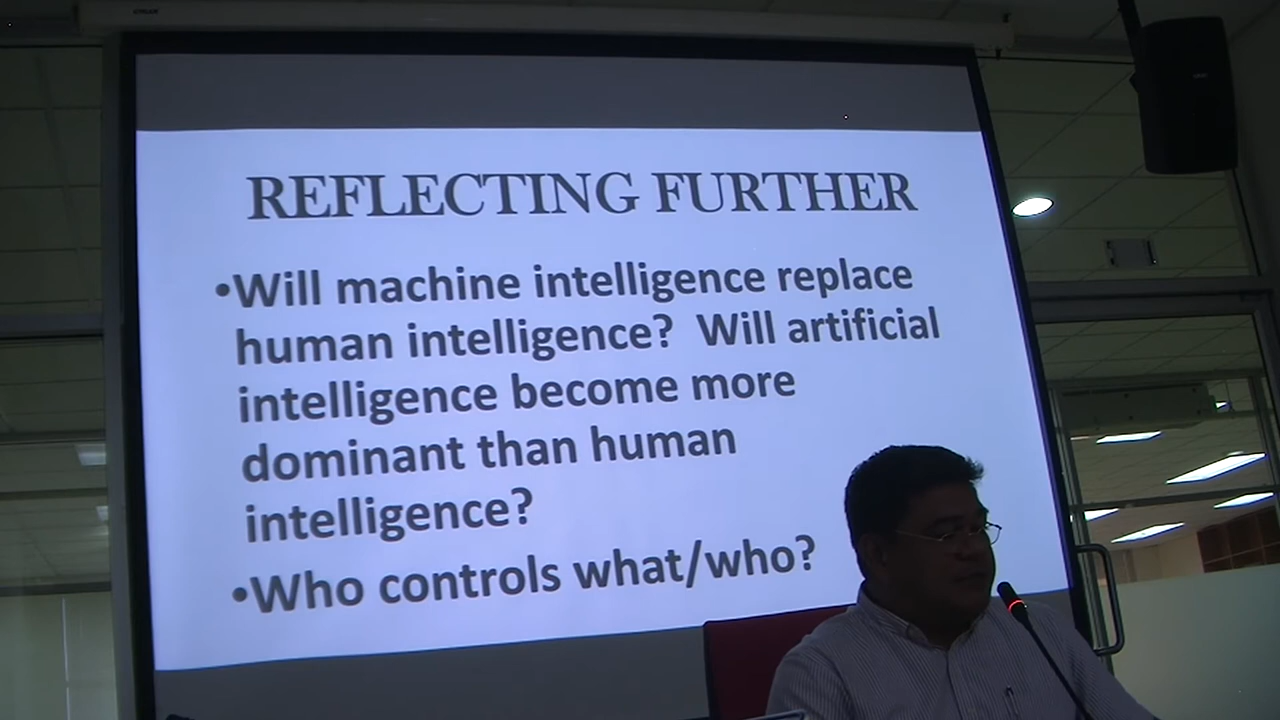 REFLECTING FURTHER
•Will machine intelligence replace
human intelligence? Will artificial
intelligence become more
dominant than human
intelligence?
•Who controls what/who?